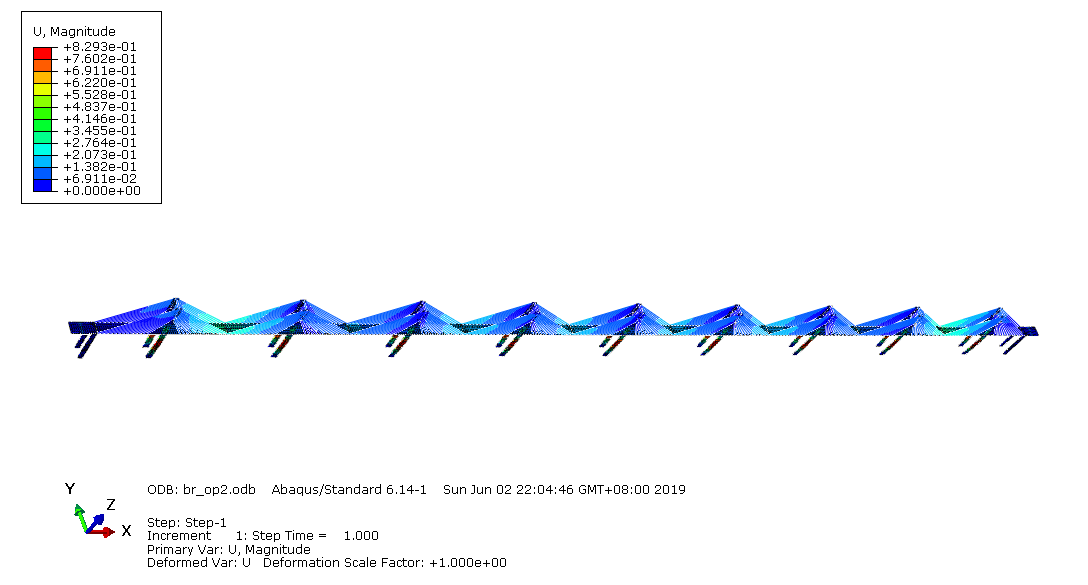 U, Magnitude
+8.293e-01
+7.602e-01
+6.911e-01
+6.220e-01
+5.528e-01
+4.837e-01
+4.146e-01
+3.455e-01
+2.764e-01
+2.073e-01
+1.382e-01
+6.911e-02
+0.000e+00
Y
Z
X
ODB: br_op2.odb Abaqus/Standard 6.14-1 Sun Jun 02 22:04:46 GMT+08:00 2019
Step: Step-1
Increment 1: Step Time = 1.000
Primary Var: U, Magnitude
Deformed Var: U Deformation Scale Factor: +1.000e+00